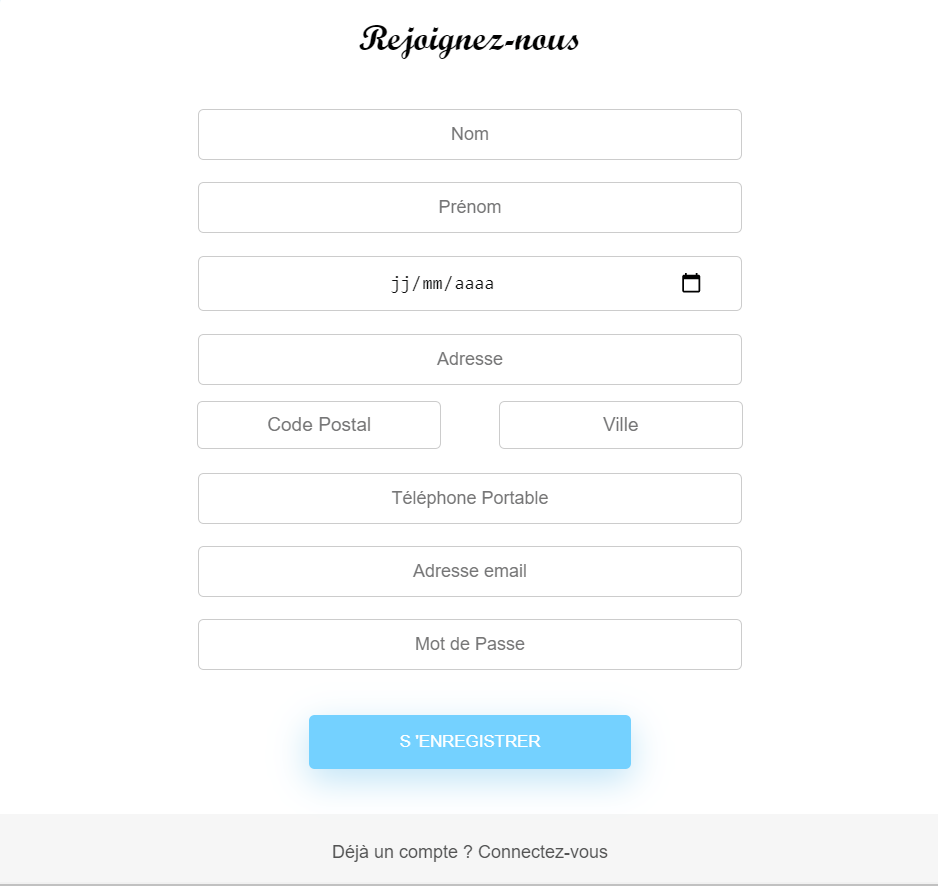 Rejoignez-nous
Nom
Prénom
jj/mm/aaaa
Adresse
Code Postal Ville
Téléphone Portable
Adresse email
Mot de Passe
S 'ENREGISTRER
Déjà un compte ? Connectez-vous